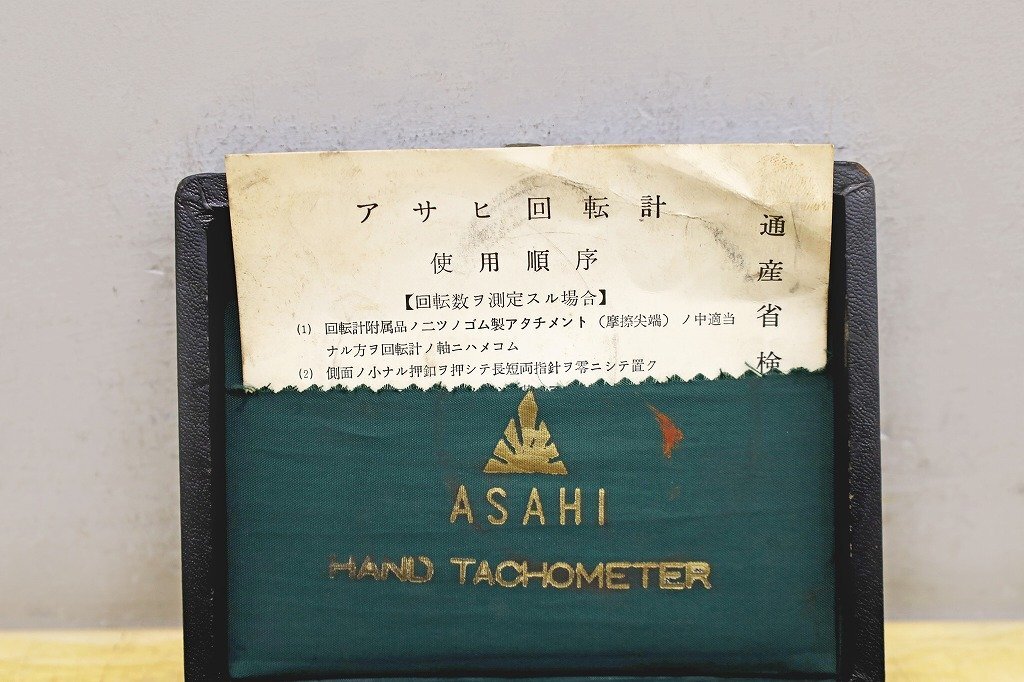 アサヒ回転計
使用順序
【回転数ヲ測定スル場合】
(1) 回転計附属品ノ二ツノゴム製アタチメント(摩擦尖端)ノ中適当
ナル方ヲ回転計ノ軸ニハメコム
(2) 側面ノ小ナル押釦ヲ押シテ長短両指針ヲ零ニシテ置ク
通産省検
ASAHI
HAND TACHOMETER